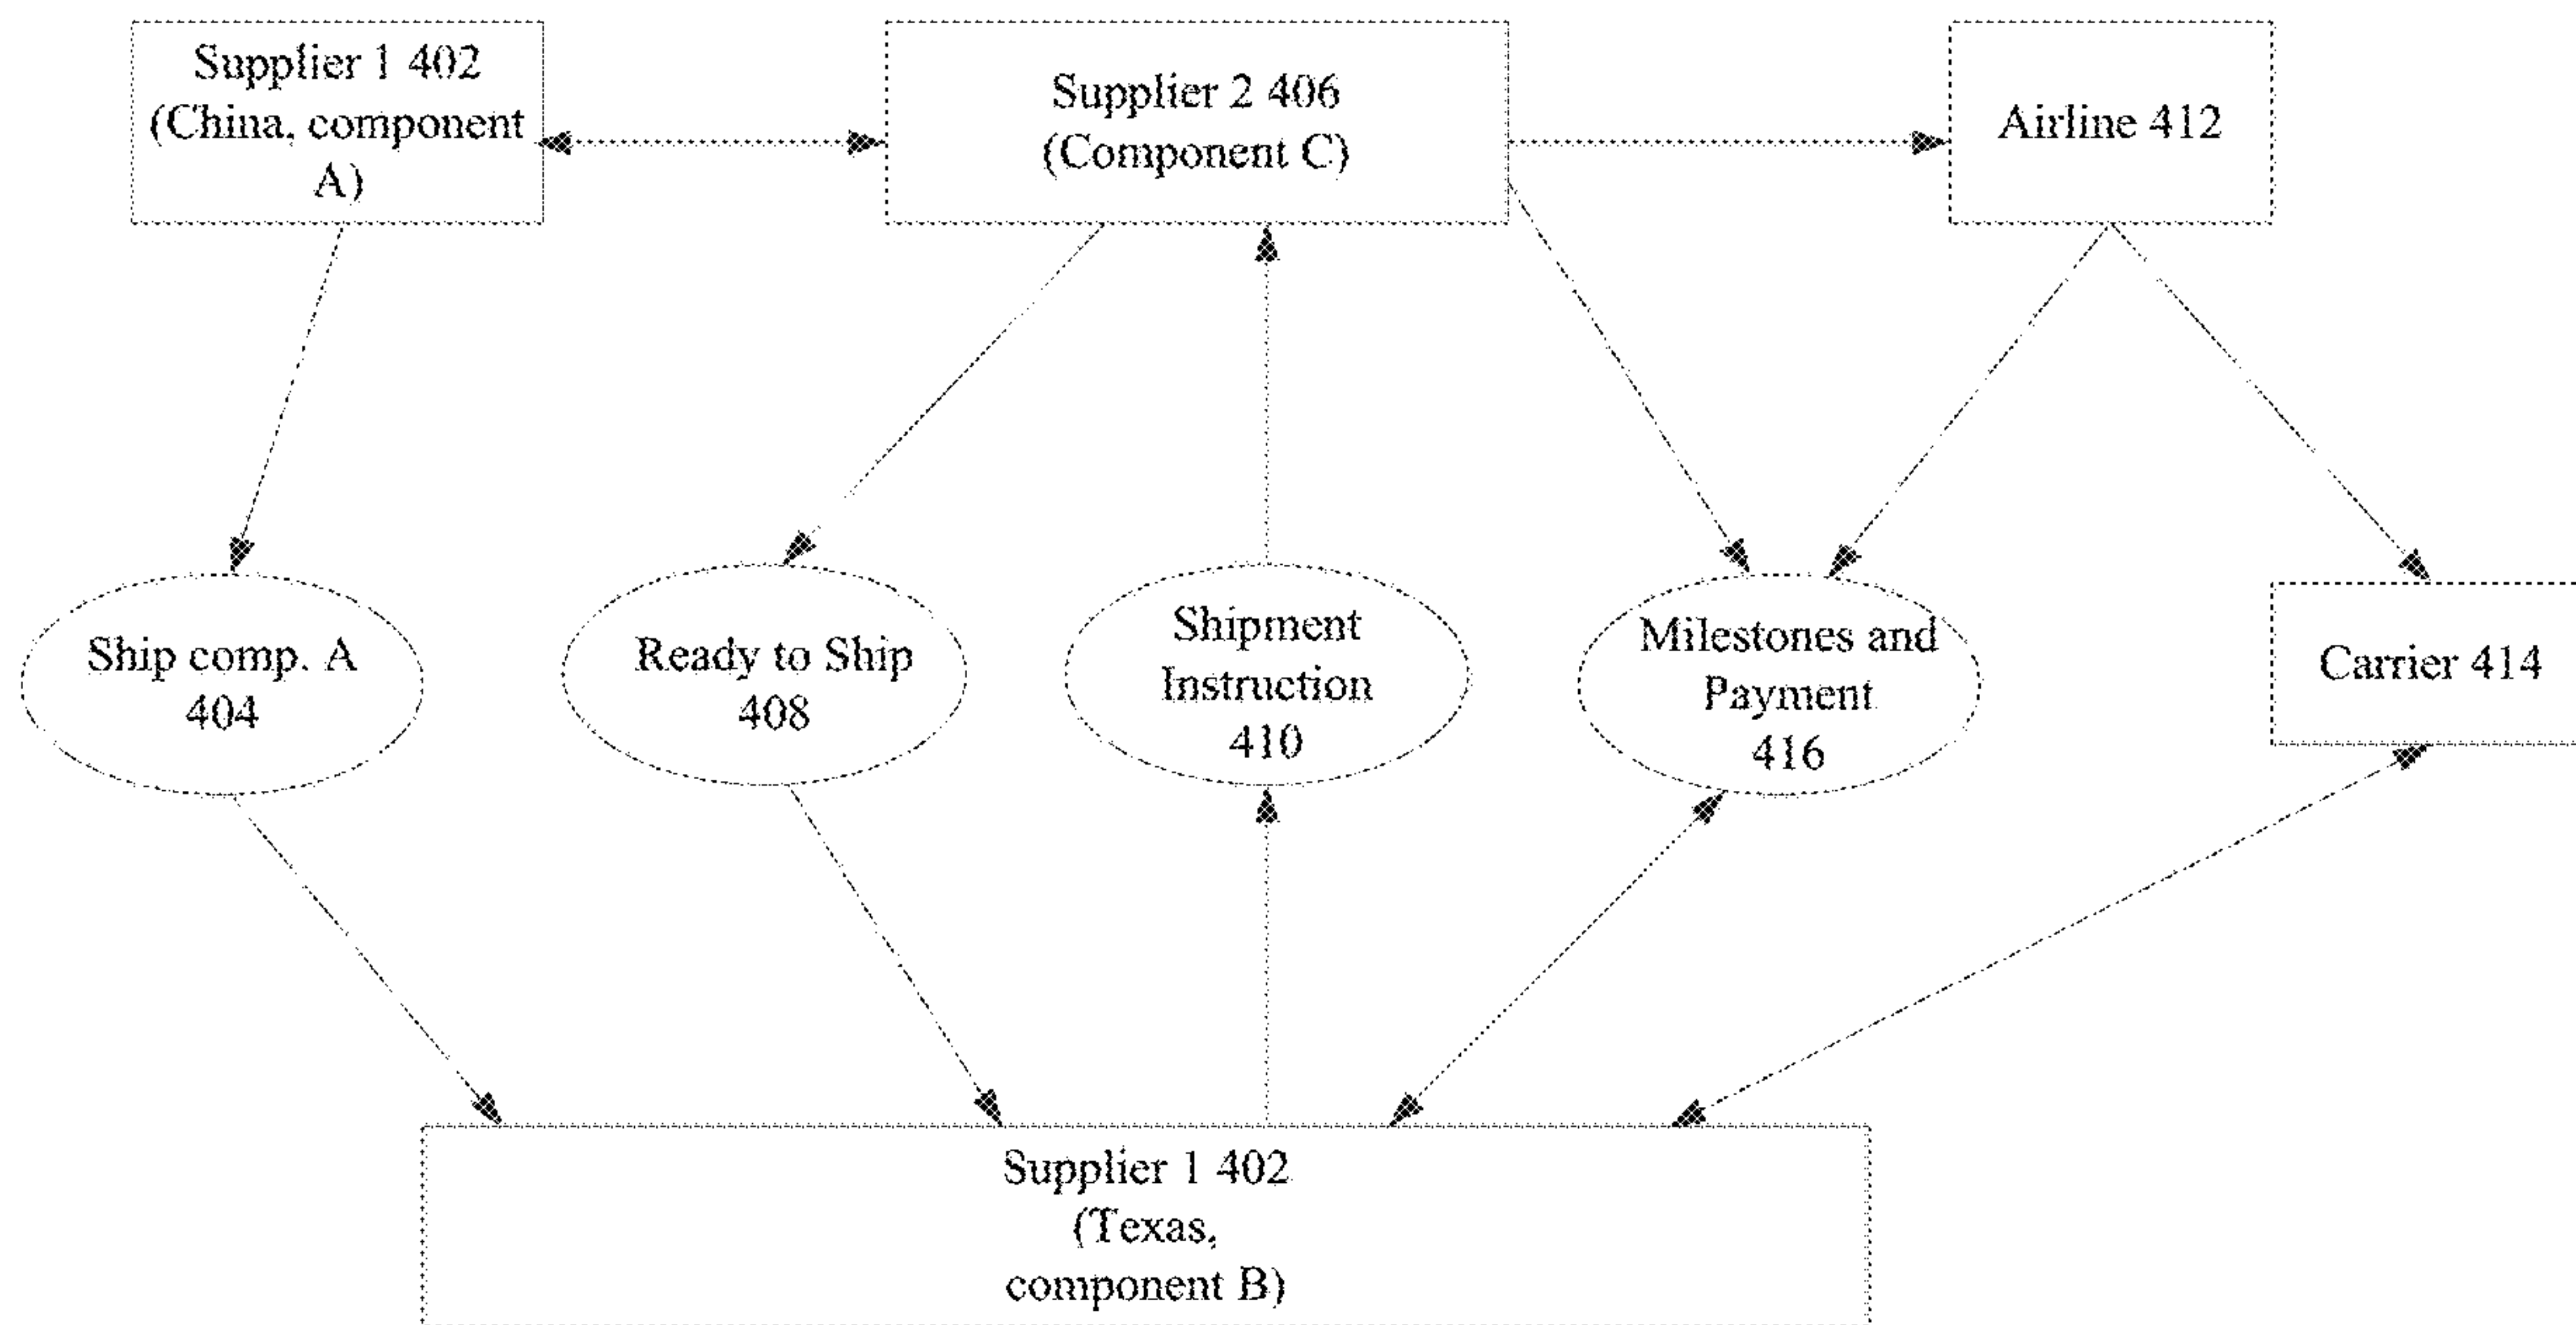 Supplier 1 402
(China, component
A)
Supplier 2 406
(Component C)
Airline 412
Ship comp. A
404
Ready to Ship
408
Shipment
Instruction
410
Milestones and
Payment
416
Carrier 414
Supplier 1 402
(Texas,
component B)